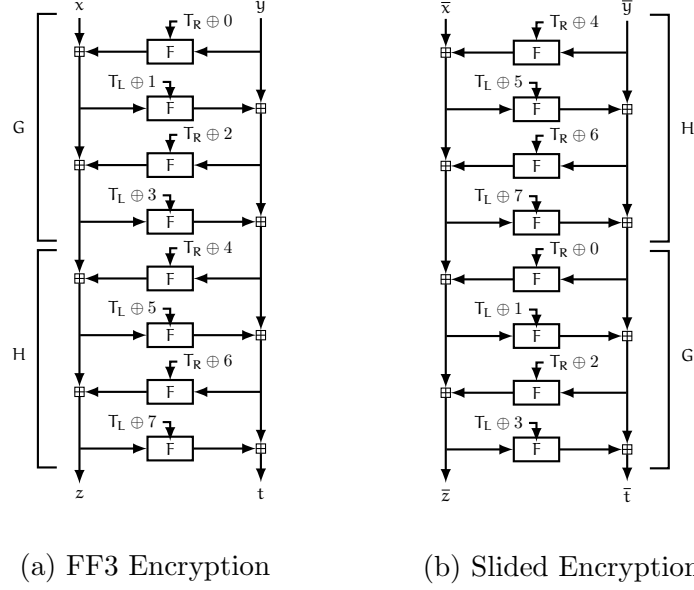 x y
T_R ⊕ 0
F
T_L ⊕ 1
F
G
T_R ⊕ 2
F
T_L ⊕ 3
F
T_R ⊕ 4
F
T_L ⊕ 5
F
H
T_R ⊕ 6
F
T_L ⊕ 7
F
z t
(a) FF3 Encryption
x̄ ȳ
T_R ⊕ 4
F
T_L ⊕ 5
F
H
T_R ⊕ 6
F
T_L ⊕ 7
F
T_R ⊕ 0
F
T_L ⊕ 1
F
G
T_R ⊕ 2
F
T_L ⊕ 3
F
z̄ t̄
(b) Slided Encryption